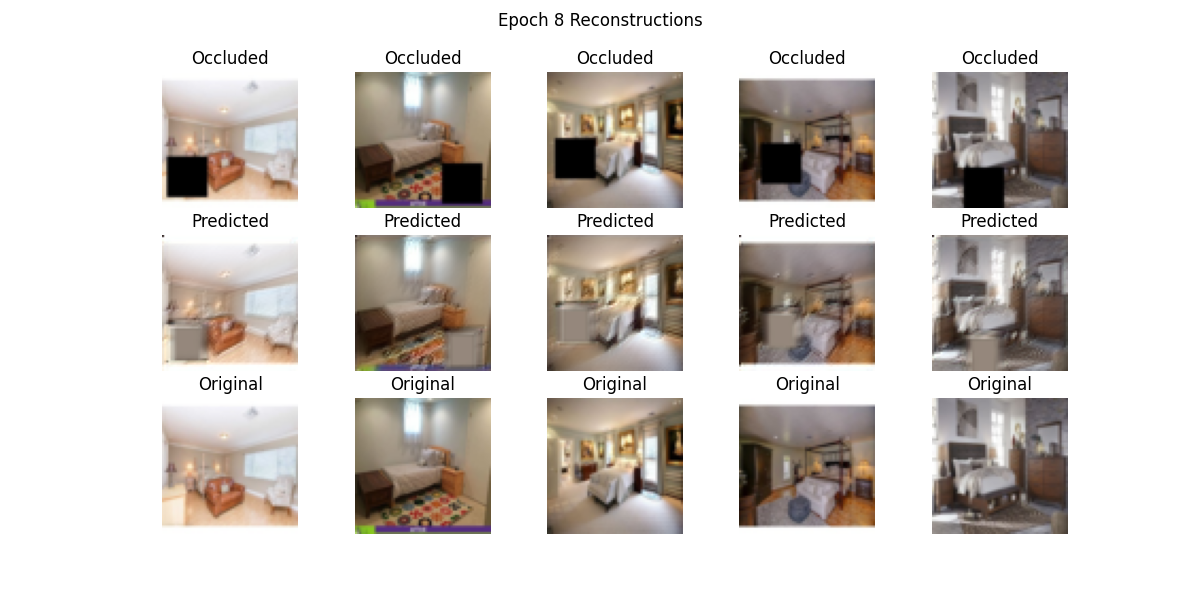 Epoch 8 Reconstructions
Occluded Occluded Occluded Occluded Occluded
Predicted Predicted Predicted Predicted Predicted
Original Original Original Original Original